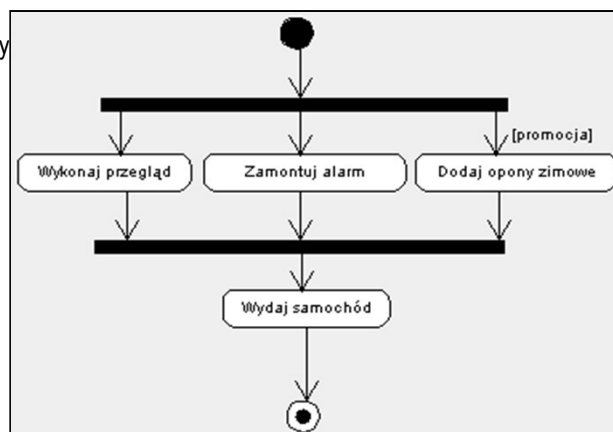 y
[promocja]
Wykonaj przegląd
Zamontuj alarm
Dodaj opony zimowe
Wydaj samochód